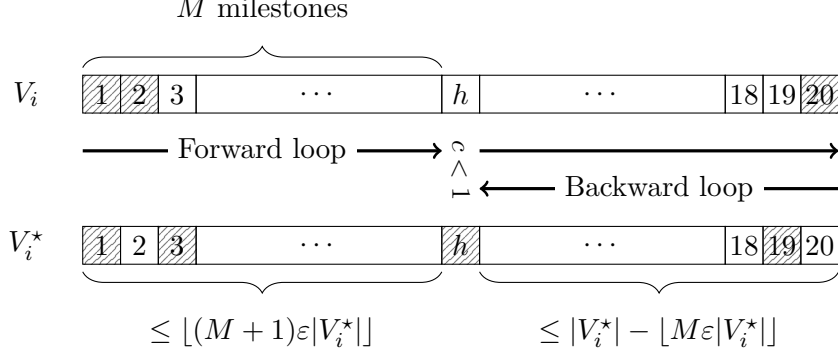 M milestones
V_i 1 2 3 ⋯ h ⋯ 18 19 20
Forward loop
c < 1
Backward loop
V_i^⋆ 1 2 3 ⋯ h ⋯ 18 19 20
≤ ⌊(M + 1)ε|V_i^⋆|⌋ ≤ |V_i^⋆| − ⌊Mε|V_i^⋆|⌋